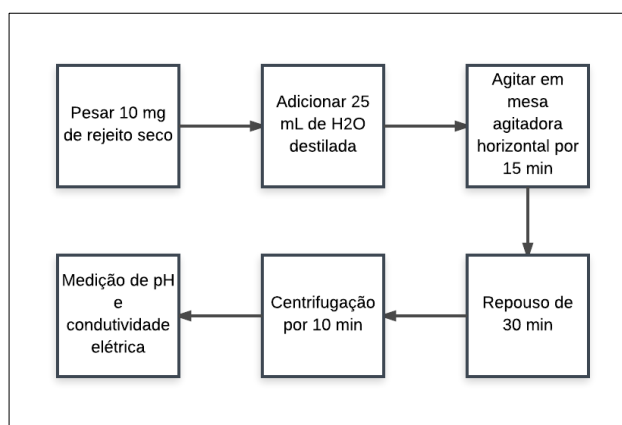 Pesar 10 mg
de rejeito seco
Adicionar 25
mL de H2O
destilada
Agitar em
mesa
agitadora
horizontal por
15 min
Repouso de
30 min
Centrifugação
por 10 min
Medição de pH
e
condutividade
elétrica